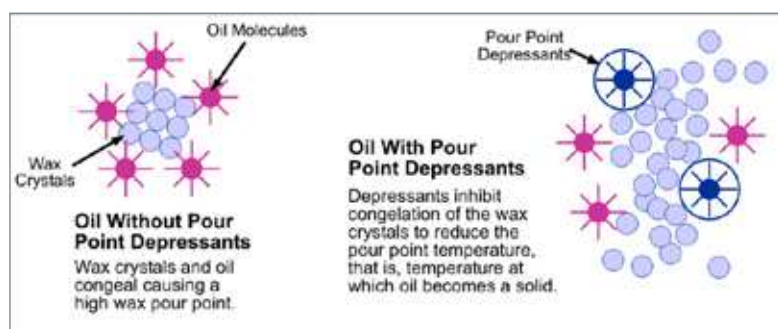 Oil Molecules
Wax
Crystals
Oil Without Pour
Point Depressants
Wax crystals and oil
congeal causing a
high wax pour point.
Pour Point
Depressants
Oil With Pour
Point Depressants
Depressants inhibit
congelation of the wax
crystals to reduce the
pour point temperature,
that is, temperature at
which oil becomes a solid.